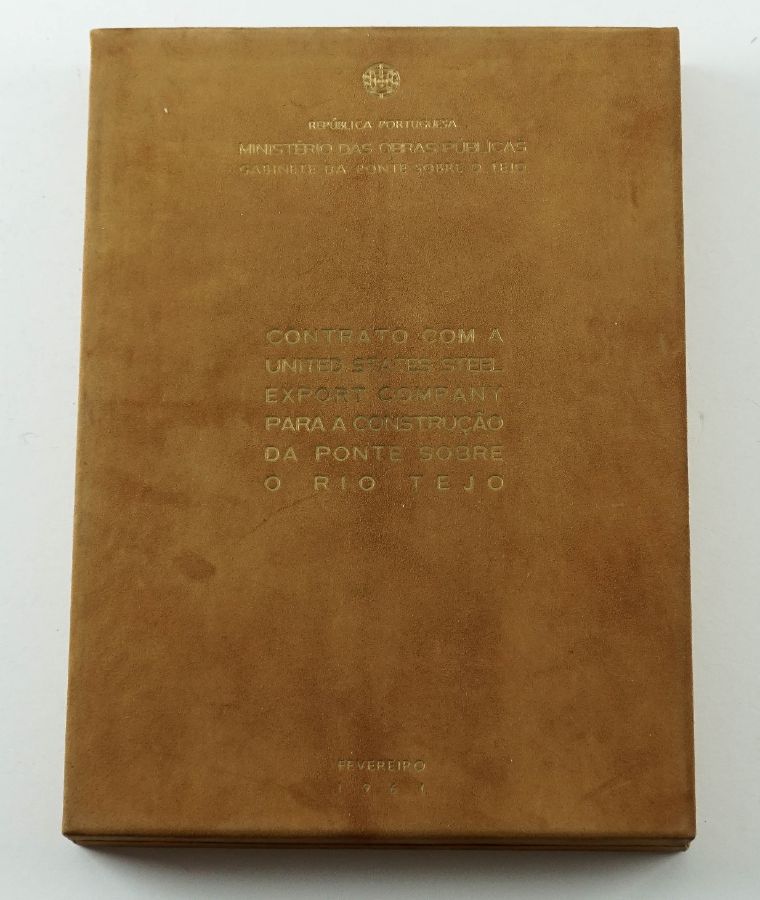 REPÚBLICA PORTUGUESA
MINISTÉRIO DAS OBRAS PÚBLICAS
GABINETE DA PONTE SOBRE O TEJO
CONTRATO COM A
UNITED STATES STEEL
EXPORT COMPANY
PARA A CONSTRUÇÃO
DA PONTE SOBRE
O RIO TEJO
FEVEREIRO
1961